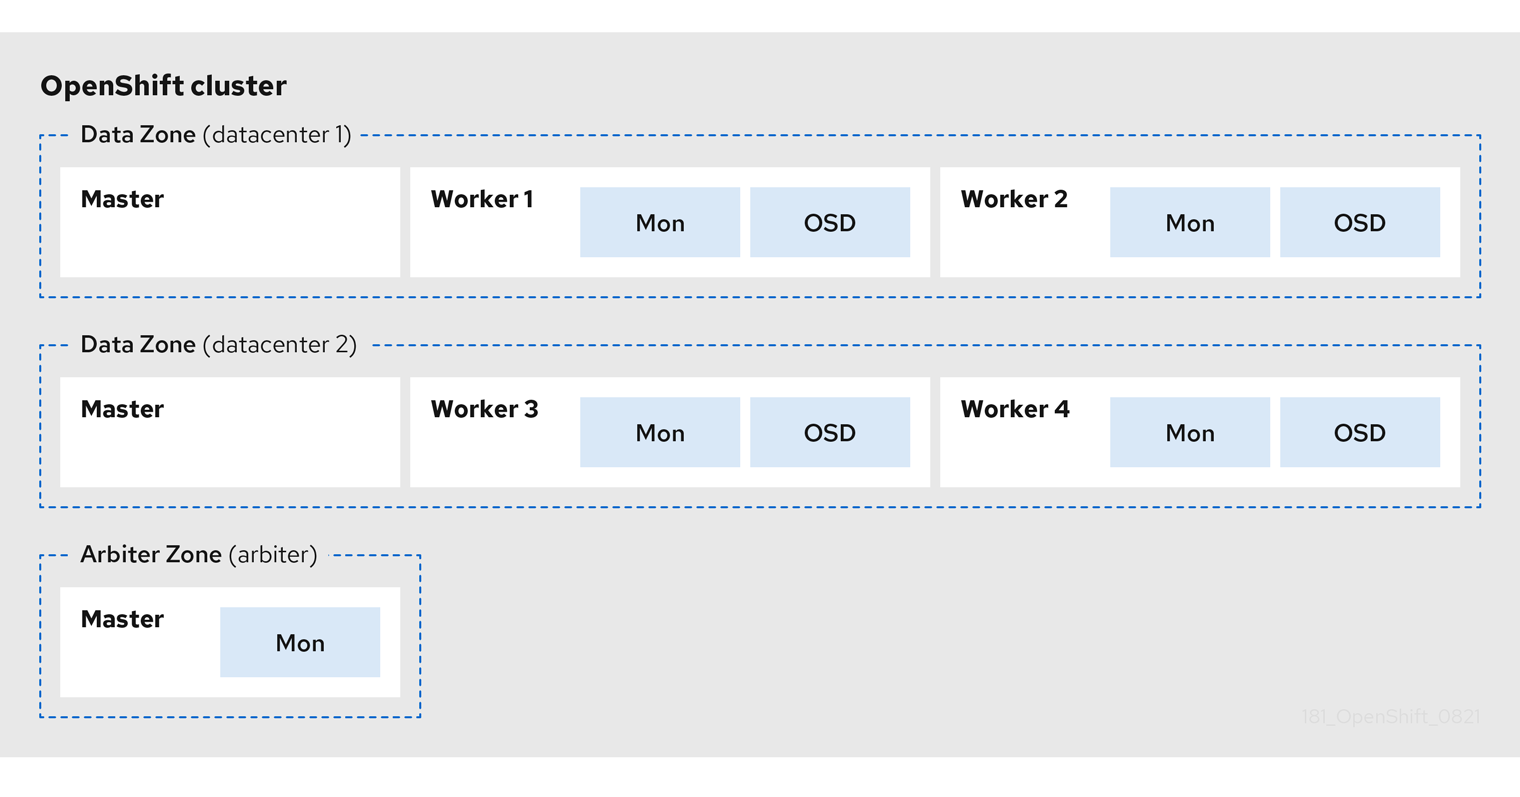 OpenShift cluster
Data Zone (datacenter 1)
Master
Worker 1
Mon
OSD
Worker 2
Mon
OSD
Data Zone (datacenter 2)
Master
Worker 3
Mon
OSD
Worker 4
Mon
OSD
Arbiter Zone (arbiter)
Master
Mon
181_OpenShift_0821